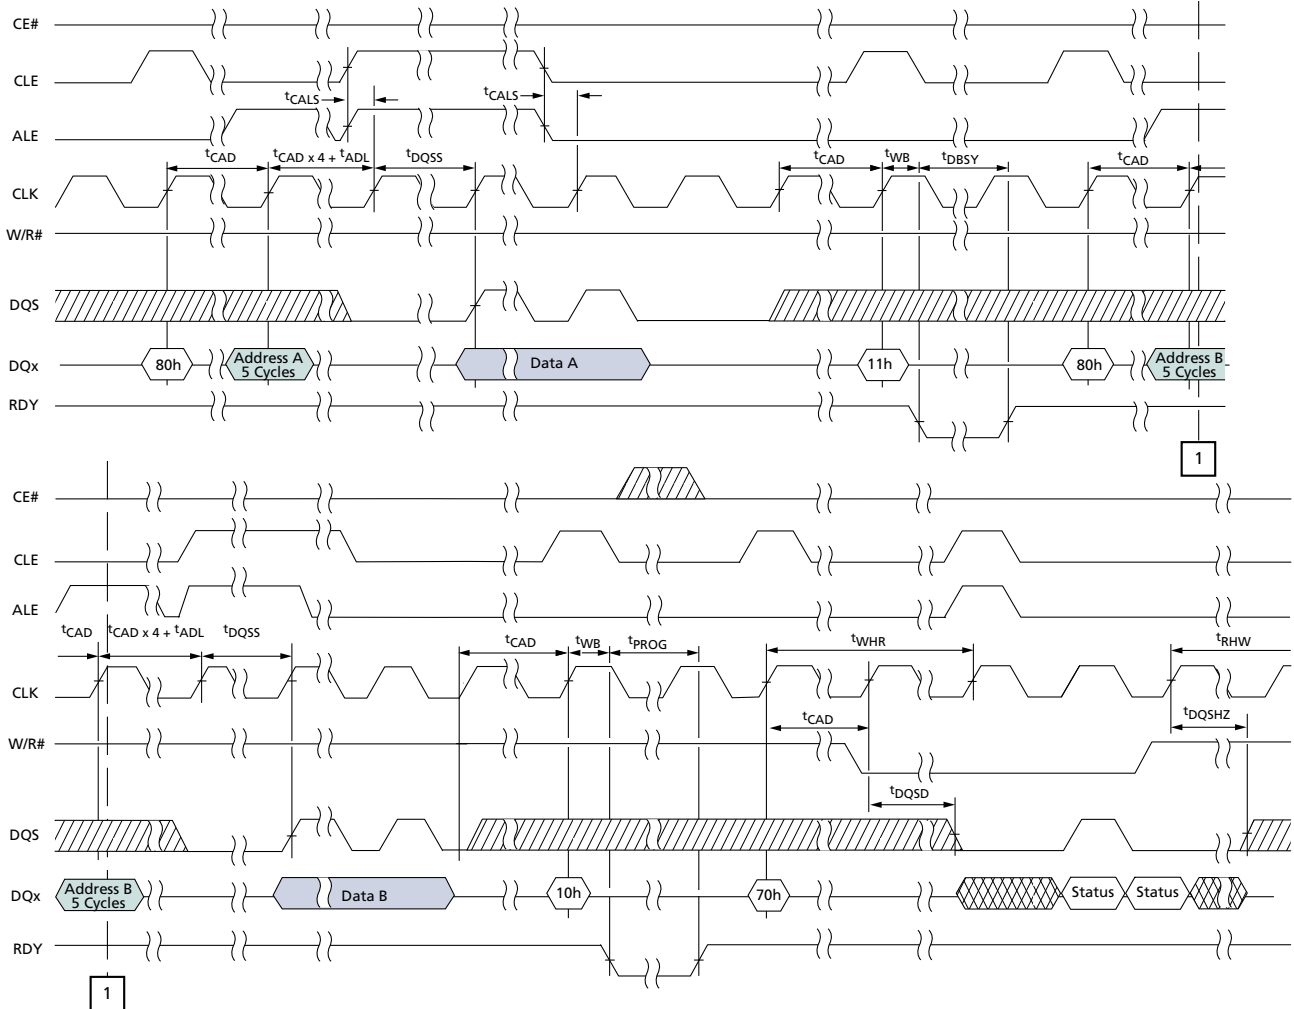 CE#
CLE
tCALS
tCALS
ALE
tCAD
tCAD x 4 + tADL
tDQSS
tCAD
tWB
tDBSY
tCAD
CLK
W/R#
DQS
DQx
80h
Address A
5 Cycles
Data A
11h
80h
Address B
5 Cycles
RDY
1
CE#
CLE
ALE
tCAD
tCAD x 4 + tADL
tDQSS
tCAD
tWB
tPROG
tWHR
tRHW
CLK
tCAD
tDQSHZ
W/R#
tDQSD
DQS
DQx
Address B
5 Cycles
Data B
10h
70h
Status
Status
RDY
1